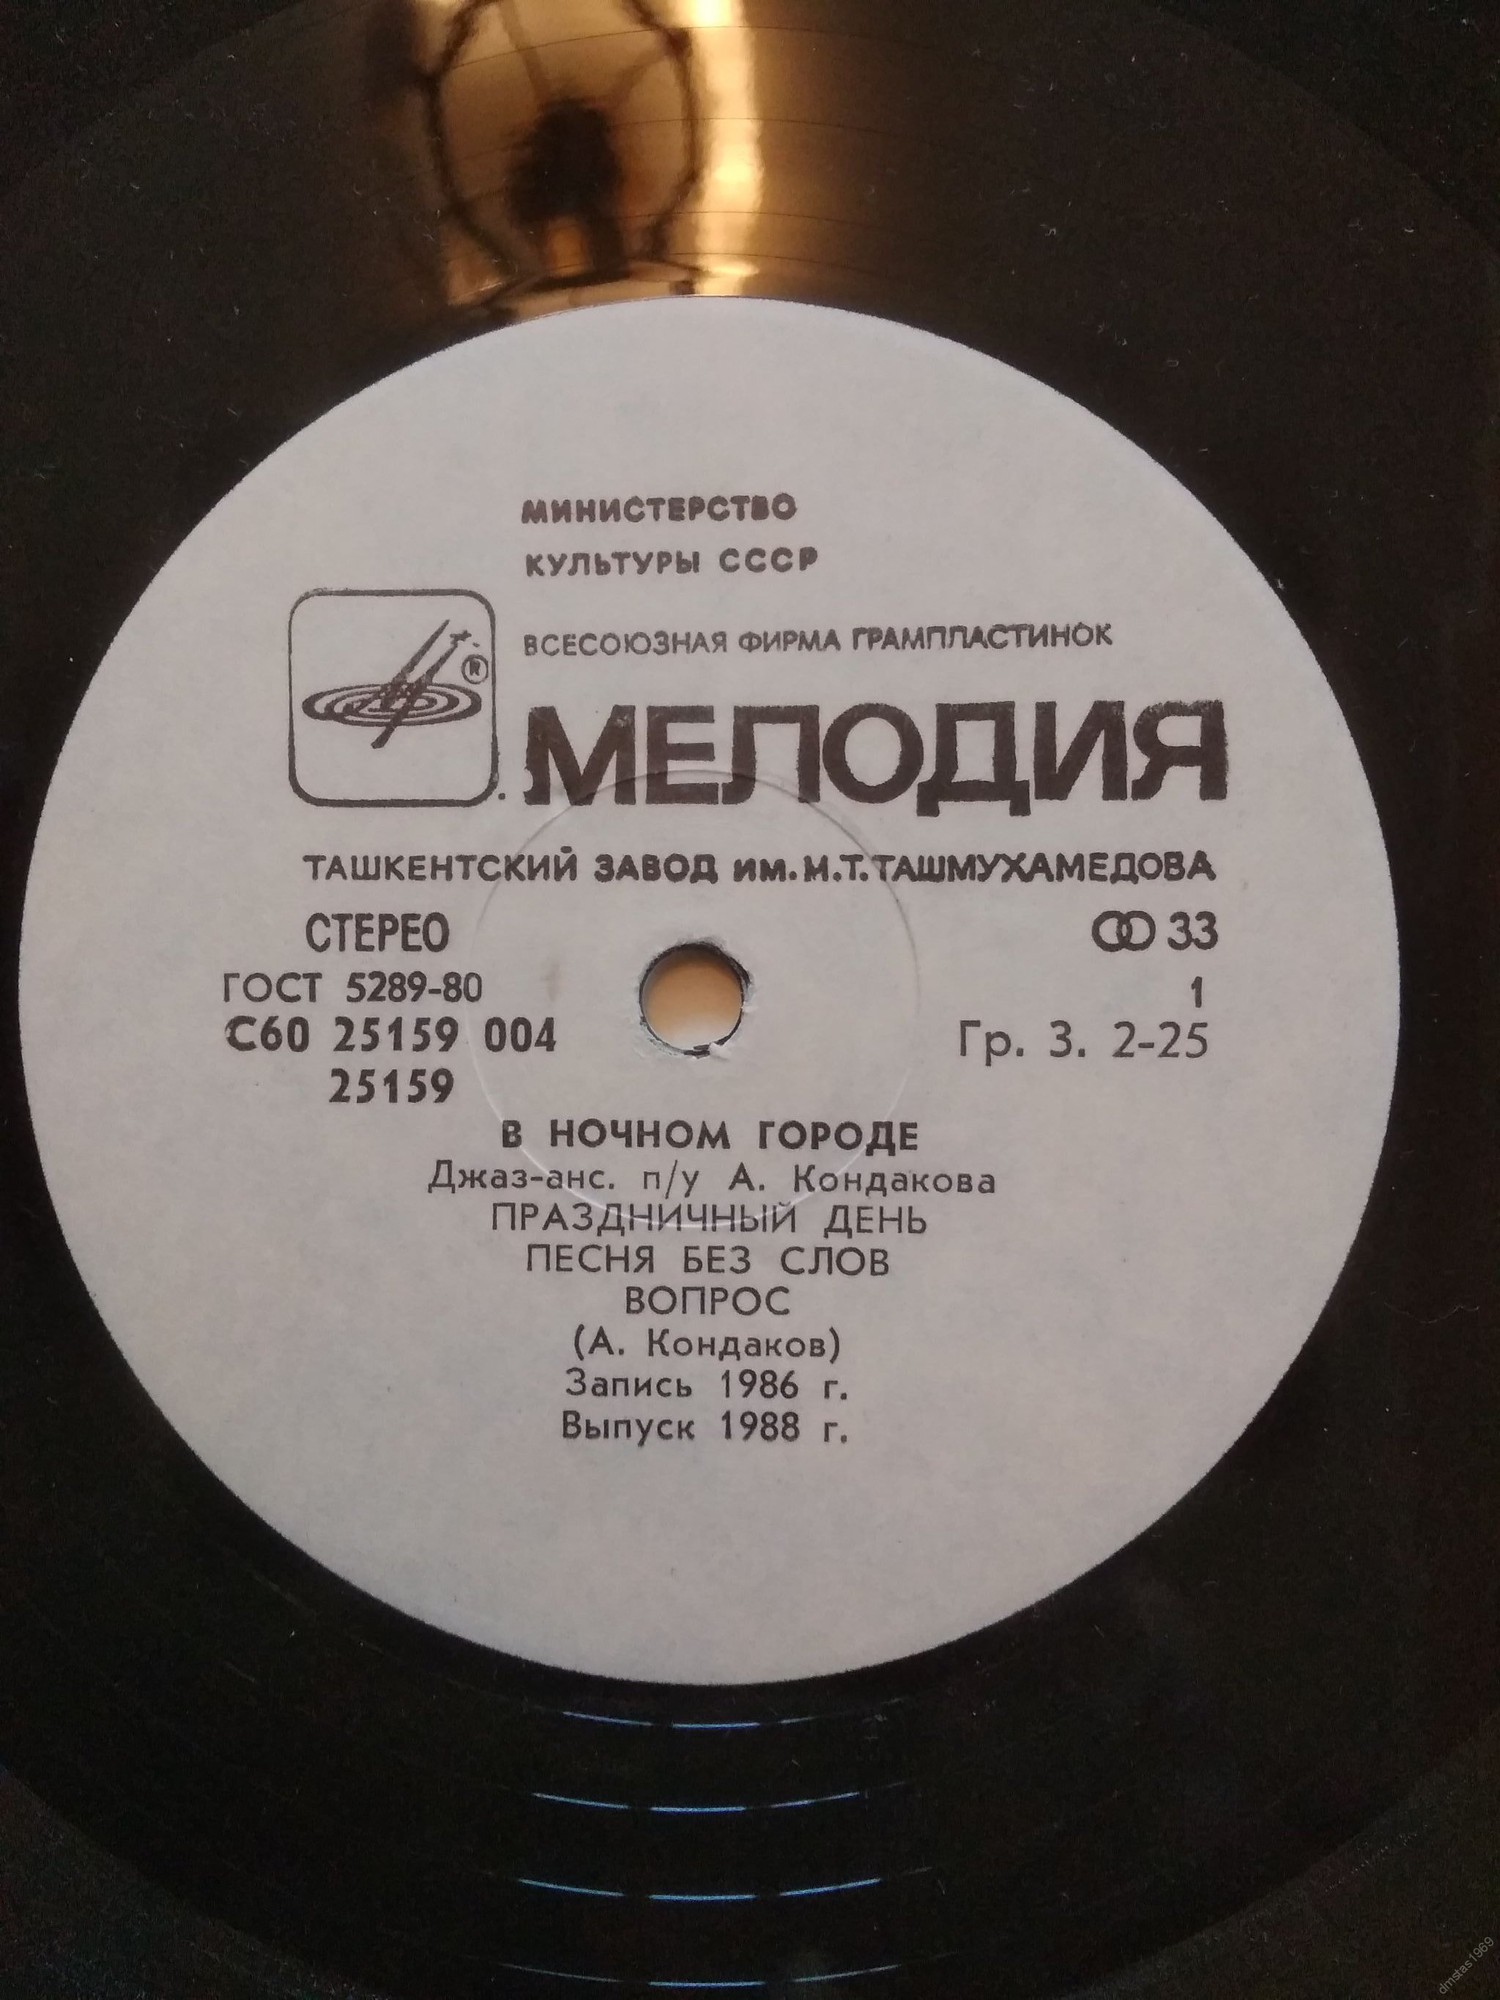 МИНИСТЕРСТВО
КУЛЬТУРЫ СССР
ВСЕСОЮЗНАЯ ФИРМА ГРАМПЛАСТИНОК
®
МЕЛОДИЯ
ТАШКЕНТСКИЙ ЗАВОД им. М.Т. ТАШМУХАМЕДОВА
СТЕРЕО 33
ГОСТ 5289-80 1
С60 25159 004 Гр. 3. 2-25
25159
В НОЧНОМ ГОРОДЕ
Джаз-анс. п/у А. Кондакова
ПРАЗДНИЧНЫЙ ДЕНЬ
ПЕСНЯ БЕЗ СЛОВ
ВОПРОС
(А. Кондаков)
Запись 1986 г.
Выпуск 1988 г.
dmstas1969